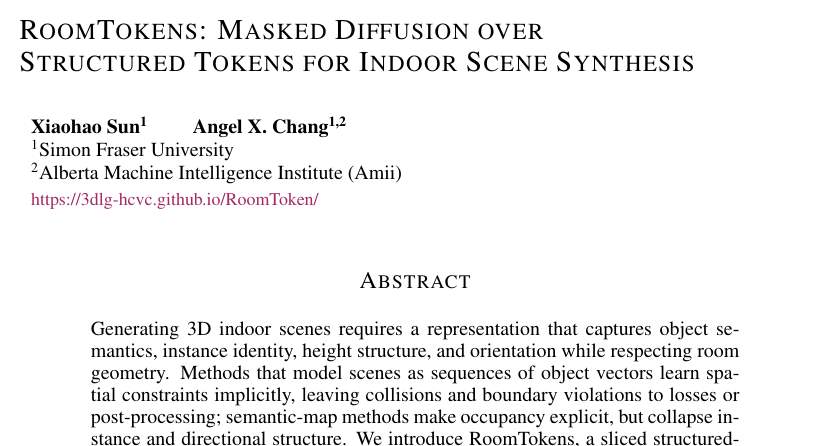 ROOMTOKENS: MASKED DIFFUSION OVER
STRUCTURED TOKENS FOR INDOOR SCENE SYNTHESIS
Xiaohao Sun¹ Angel X. Chang¹,²
¹Simon Fraser University
²Alberta Machine Intelligence Institute (Amii)
https://3dlg-hcvc.github.io/RoomToken/
ABSTRACT
Generating 3D indoor scenes requires a representation that captures object se-
mantics, instance identity, height structure, and orientation while respecting room
geometry. Methods that model scenes as sequences of object vectors learn spa-
tial constraints implicitly, leaving collisions and boundary violations to losses or
post-processing; semantic-map methods make occupancy explicit, but collapse in-
stance and directional structure. We introduce RoomTokens, a sliced structured-